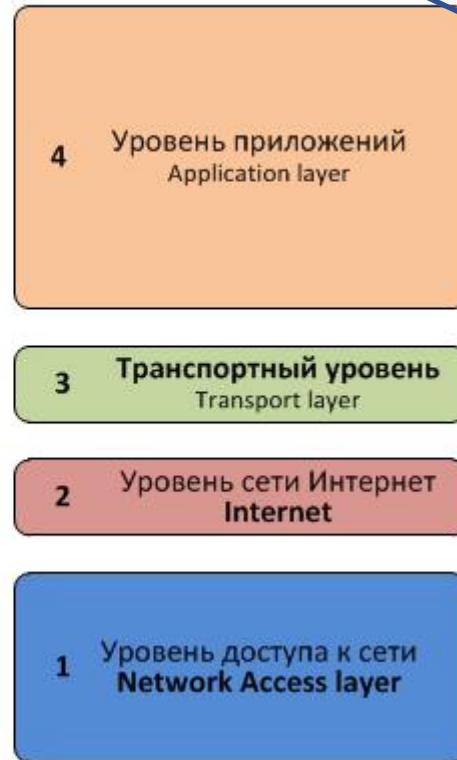 4
Уровень приложений
Application layer
3
Транспортный уровень
Transport layer
2
Уровень сети Интернет
Internet
1
Уровень доступа к сети
Network Access layer